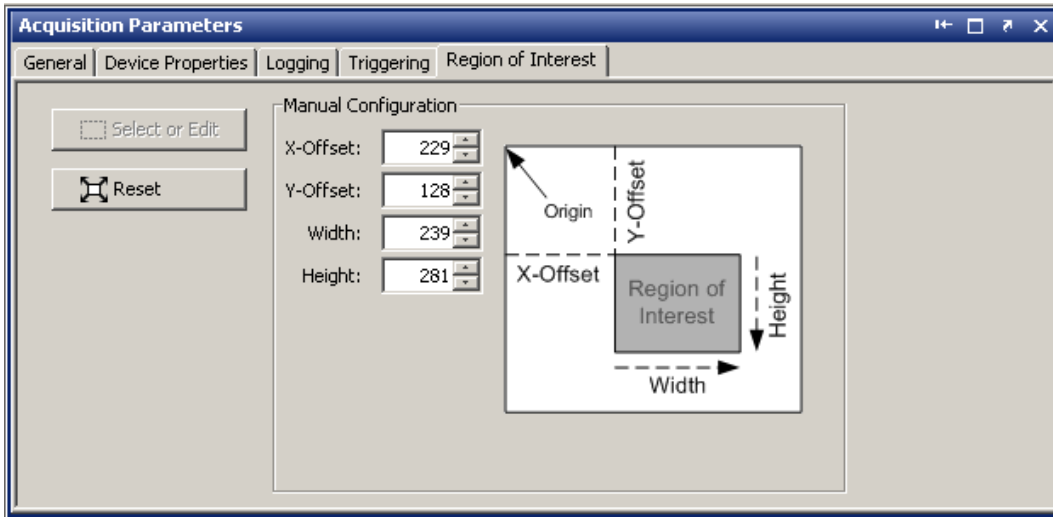 Acquisition Parameters
General Device Properties Logging Triggering Region of Interest
Select or Edit
Reset
Manual Configuration
X-Offset: 229
Y-Offset: 128
Width: 239
Height: 281
Origin
Y-Offset
X-Offset
Region of
Interest
Height
Width